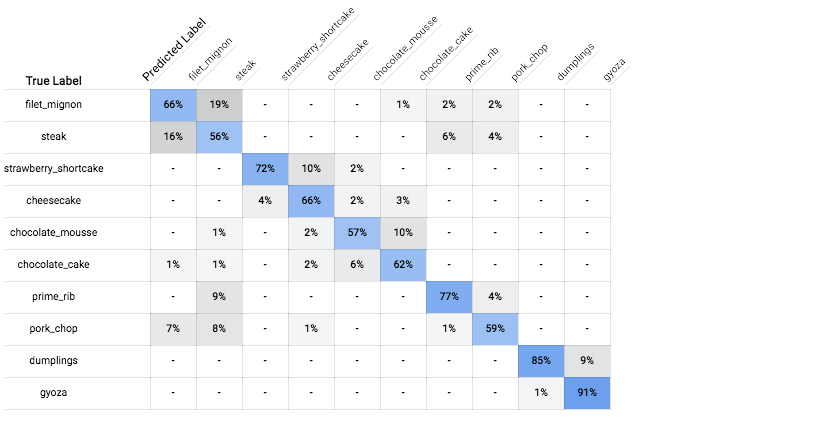 Predicted Label filet_mignon steak strawberry_shortcake cheesecake chocolate_mousse chocolate_cake prime_rib pork_chop dumplings gyoza
True Label
filet_mignon 66% 19% - - - 1% 2% 2% - -
steak 16% 56% - - - - 6% 4% - -
strawberry_shortcake - - 72% 10% 2% - - - - -
cheesecake - - 4% 66% 2% 3% - - - -
chocolate_mousse - 1% - 2% 57% 10% - - - -
chocolate_cake 1% 1% - 2% 6% 62% - - - -
prime_rib - 9% - - - - 77% 4% - -
pork_chop 7% 8% - 1% - - 1% 59% - -
dumplings - - - - - - - - 85% 9%
gyoza - - - - - - - - 1% 91%